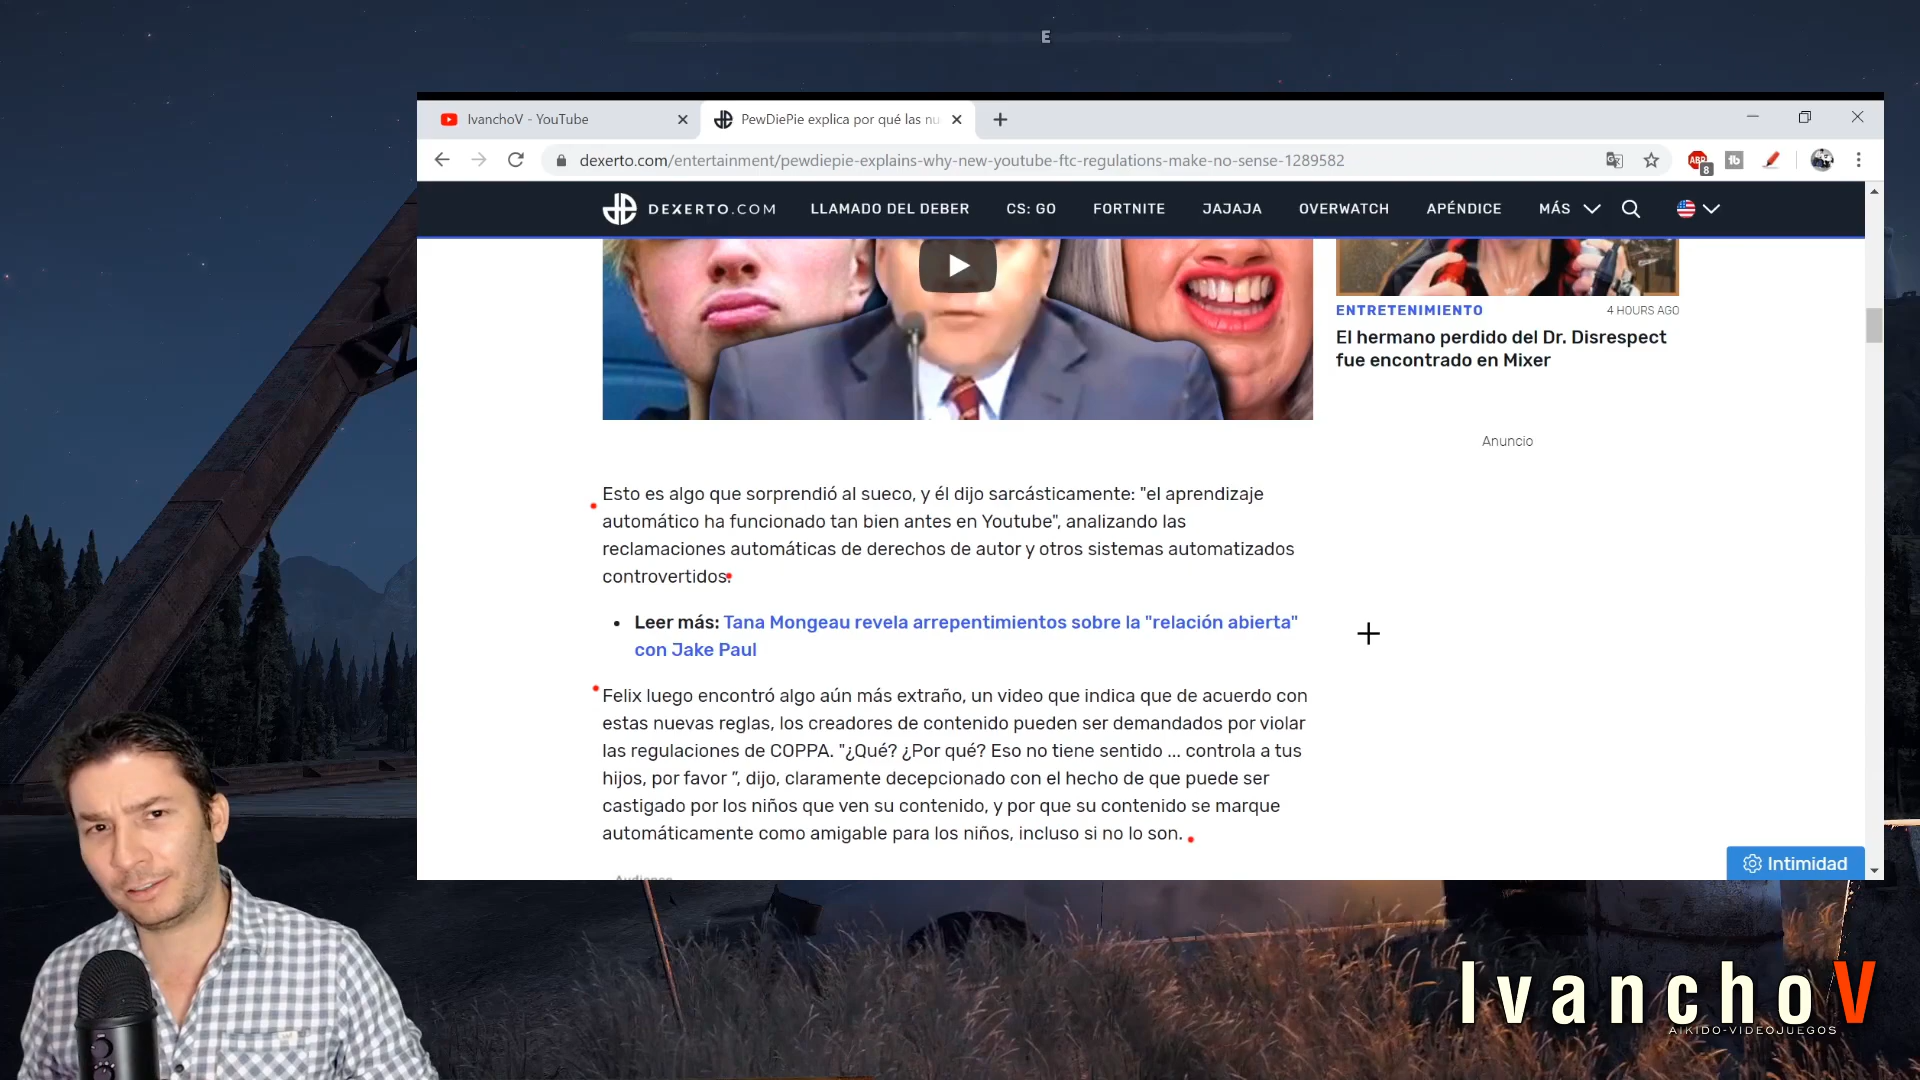 E
IvanchoV - YouTube
PewDiePie explica por qué las nu
dexerto.com/entertainment/pewdiepie-explains-why-new-youtube-ftc-regulations-make-no-sense-1289582
ABP
8
tb
DEXERTO.COM
LLAMADO DEL DEBER
CS: GO
FORTNITE
JAJAJA
OVERWATCH
APÉNDICE
MÁS
ENTRETENIMIENTO
4 HOURS AGO
El hermano perdido del Dr. Disrespect
fue encontrado en Mixer
Anuncio
Esto es algo que sorprendió al sueco, y él dijo sarcásticamente: "el aprendizaje
automático ha funcionado tan bien antes en Youtube", analizando las
reclamaciones automáticas de derechos de autor y otros sistemas automatizados
controvertidos.
• Leer más: Tana Mongeau revela arrepentimientos sobre la "relación abierta"
con Jake Paul
Felix luego encontró algo aún más extraño, un video que indica que de acuerdo con
estas nuevas reglas, los creadores de contenido pueden ser demandados por violar
las regulaciones de COPPA. "¿Qué? ¿Por qué? Eso no tiene sentido ... controla a tus
hijos, por favor ”, dijo, claramente decepcionado con el hecho de que puede ser
castigado por los niños que ven su contenido, y por que su contenido se marque
automáticamente como amigable para los niños, incluso si no lo son.
Intimidad
IvanchoV
AIKIDO-VIDEOJUEGOS